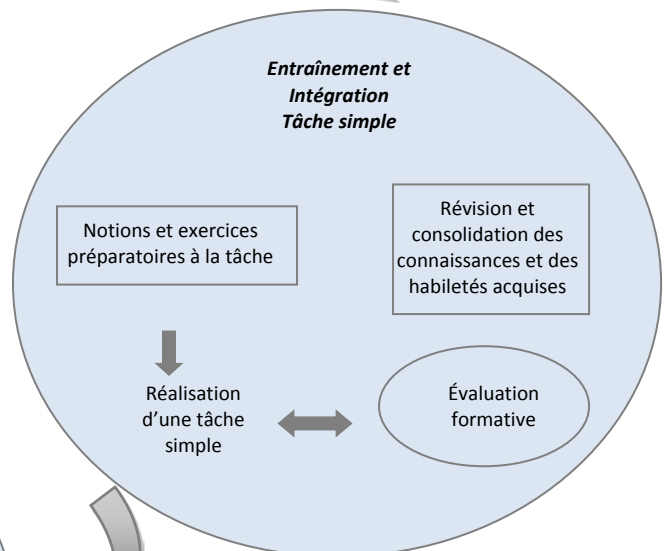 Entraînement et
Intégration
Tâche simple
Notions et exercices
préparatoires à la tâche
Révision et
consolidation des
connaissances et des
habiletés acquises
Réalisation
d’une tâche
simple
Évaluation
formative